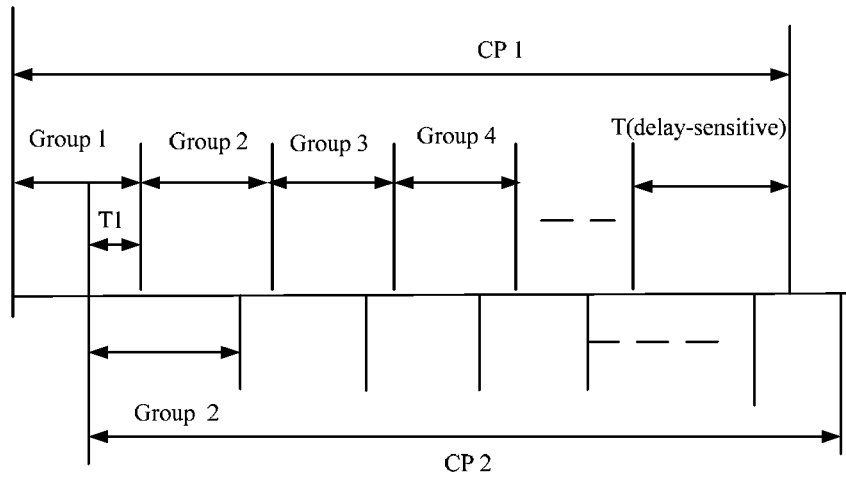 CP 1
Group 1
Group 2
Group 3
Group 4
T(delay-sensitive)
T1
Group 2
CP 2